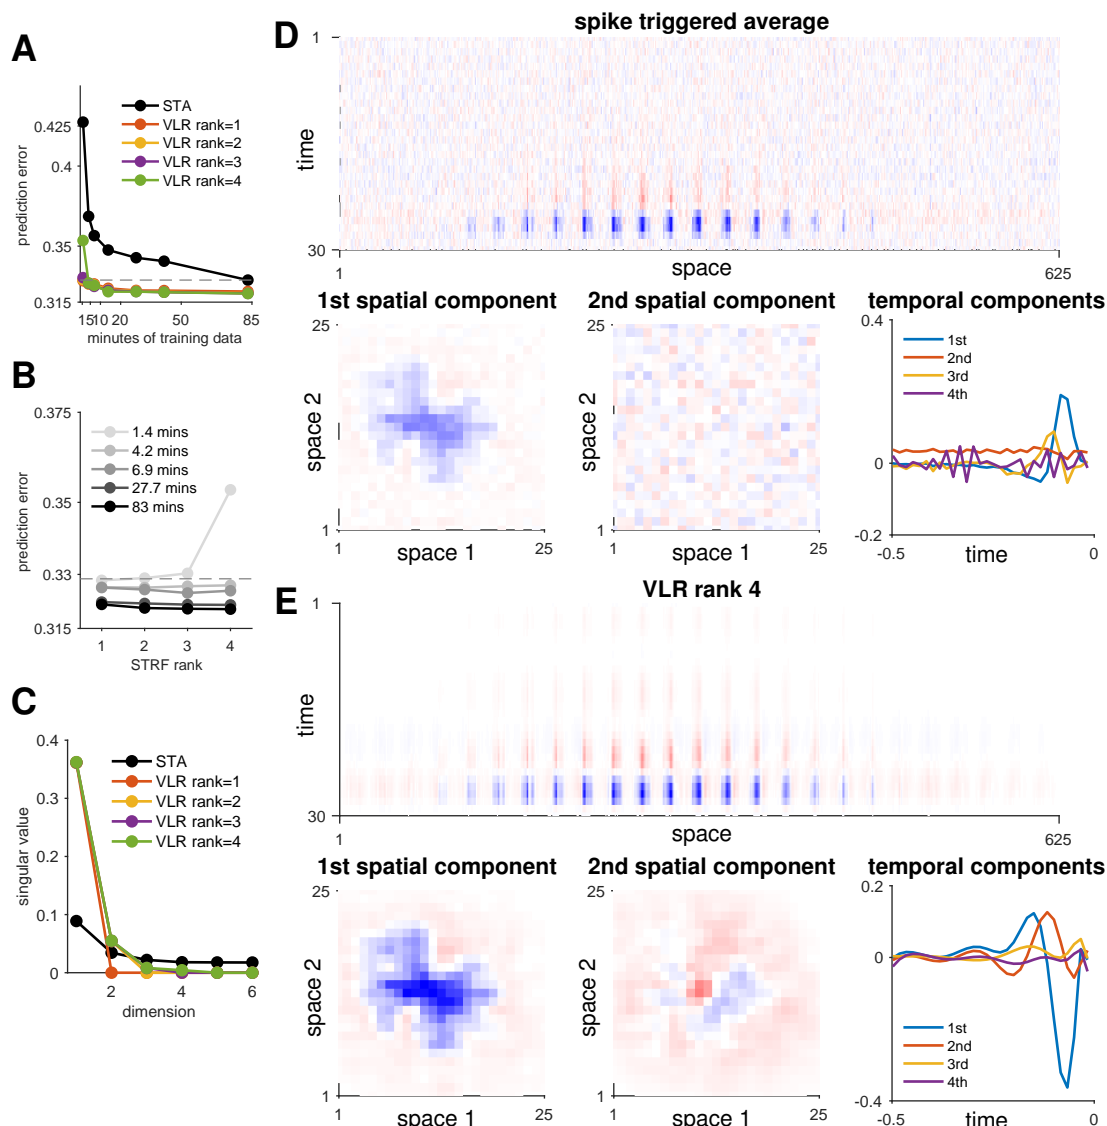 A
0.425
0.4
0.35
0.315
prediction error
STA
VLR rank=1
VLR rank=2
VLR rank=3
VLR rank=4
1 5 10 20 50 85
minutes of training data
B
0.375
0.35
0.33
0.315
prediction error
1.4 mins
4.2 mins
6.9 mins
27.7 mins
83 mins
1 2 3 4
STRF rank
C
0.4
0.3
0.2
0.1
0
singular value
STA
VLR rank=1
VLR rank=2
VLR rank=3
VLR rank=4
2 4 6
dimension
D
spike triggered average
1
time
30
1 space 625
1st spatial component
25
space 2
1
1 space 1 25
2nd spatial component
25
space 2
1
1 space 1 25
temporal components
0.4
0
-0.2
1st
2nd
3rd
4th
-0.5 time 0
E
VLR rank 4
1
time
30
1 space 625
1st spatial component
25
space 2
1
1 space 1 25
2nd spatial component
25
space 2
1
1 space 1 25
temporal components
0.2
0
-0.4
1st
2nd
3rd
4th
-0.5 time 0